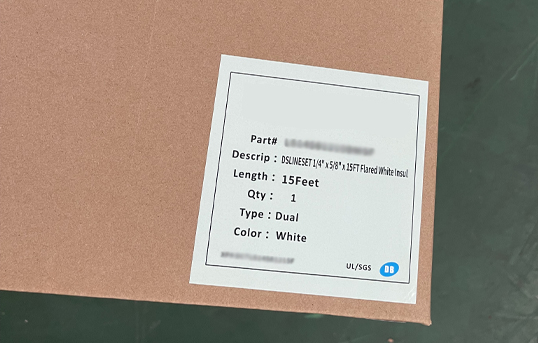 Part#
Descrip : DSLINESET 1/4" x 5/8" x 15FT Flared White Insul
Length : 15Feet
Qty : 1
Type : Dual
Color : White
UL/SGS DB